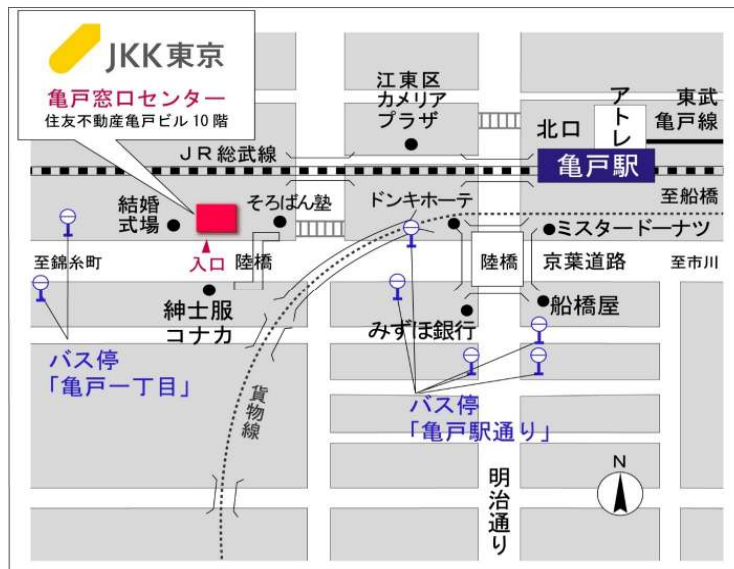 JKK東京
亀戸窓口センター
住友不動産亀戸ビル10階
江東区
カメリア
プラザ
北口
アトレ
東武
亀戸線
JR総武線
亀戸駅
至船橋
結婚
式場
そろばん塾
ドンキホーテ
ミスタードーナツ
至錦糸町
入口
陸橋
陸橋
京葉道路
至市川
紳士服
コナカ
みずほ銀行
船橋屋
バス停
「亀戸一丁目」
貨物線
バス停
「亀戸駅通り」
明治通り
N